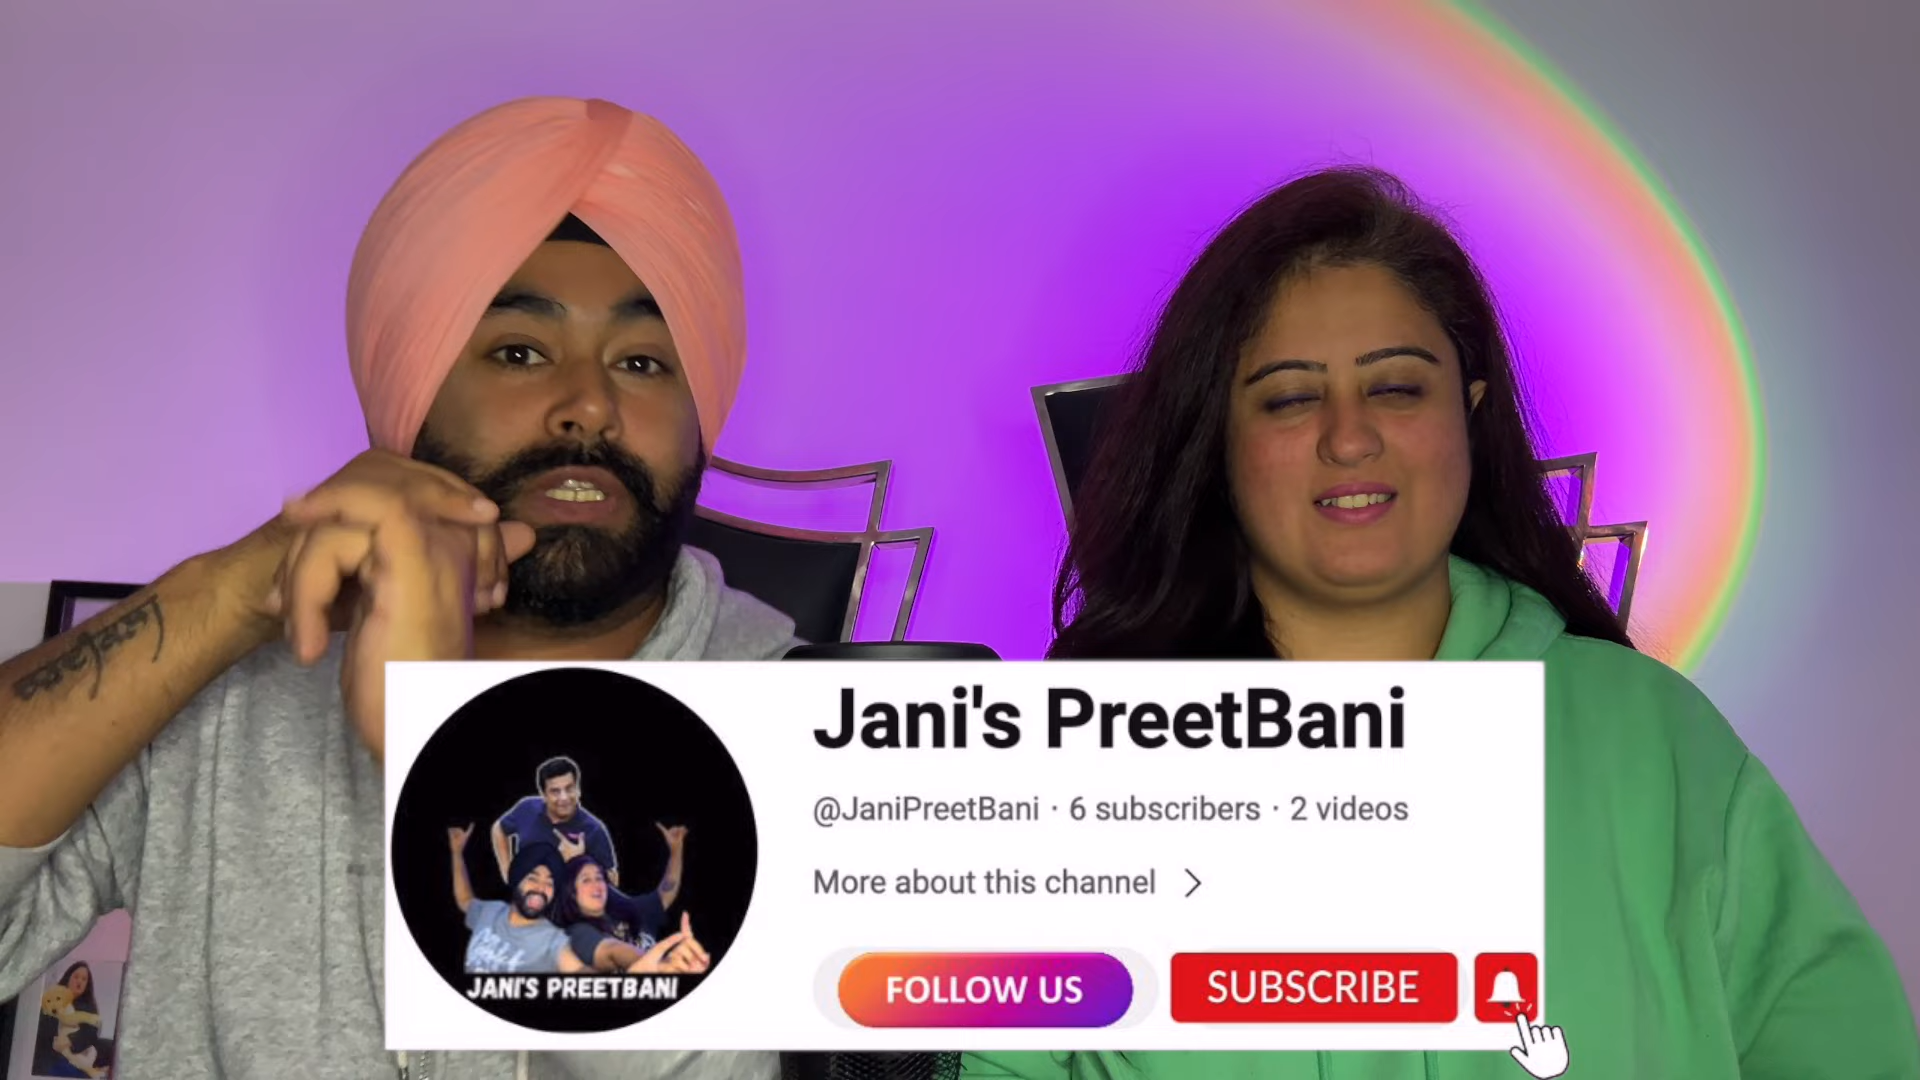 Jani's PreetBani
@JaniPreetBani · 6 subscribers · 2 videos
More about this channel
FOLLOW US
SUBSCRIBE
JANI'S PREETBANI